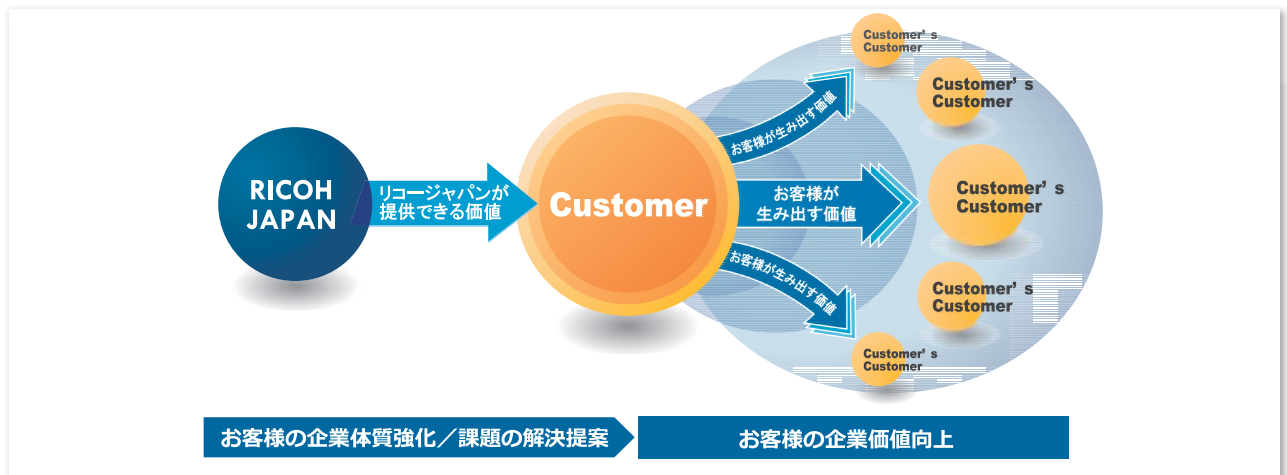 RICOH
JAPAN
リコージャパンが
提供できる価値
Customer
お客様が生み出す価値
お客様が
生み出す価値
お客様が生み出す価値
Customer’s
Customer
Customer’s
Customer
Customer’s
Customer
Customer’s
Customer
Customer’s
Customer
お客様の企業体質強化／課題の解決提案
お客様の企業価値向上